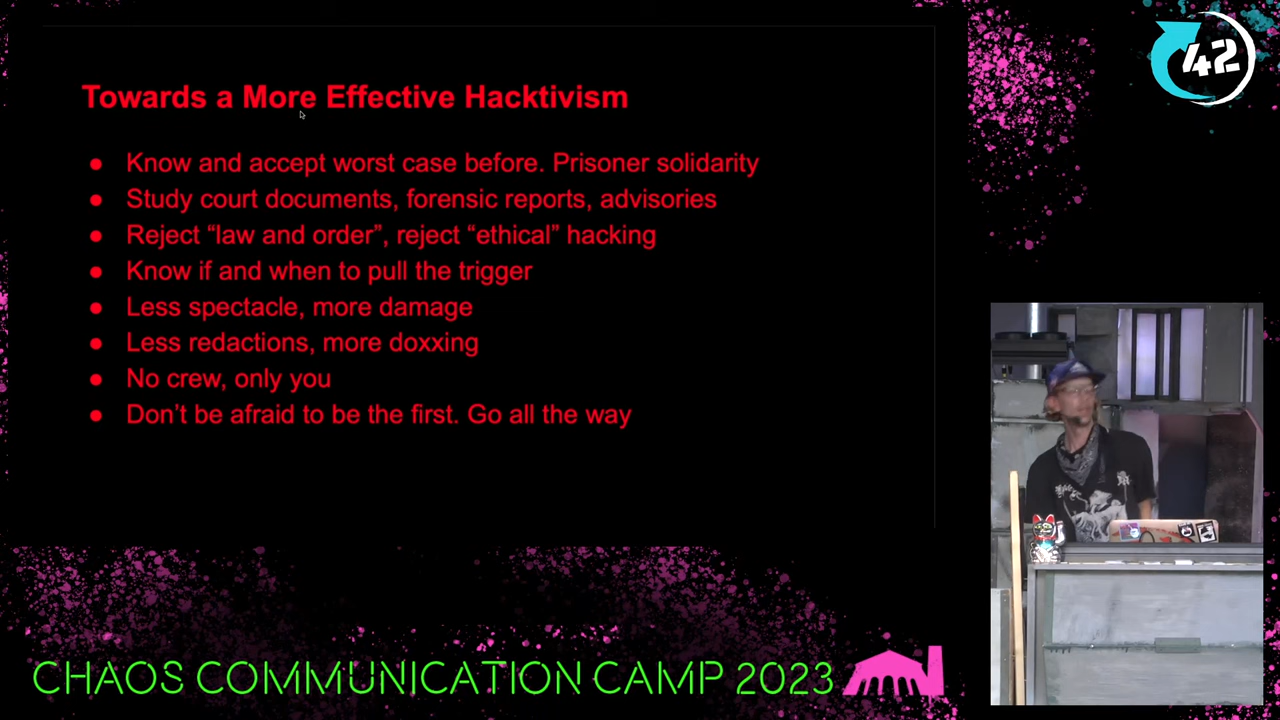 42
Towards a More Effective Hacktivism
● Know and accept worst case before. Prisoner solidarity
● Study court documents, forensic reports, advisories
● Reject “law and order”, reject “ethical” hacking
● Know if and when to pull the trigger
● Less spectacle, more damage
● Less redactions, more doxxing
● No crew, only you
● Don’t be afraid to be the first. Go all the way
CHAOS COMMUNICATION CAMP 2023